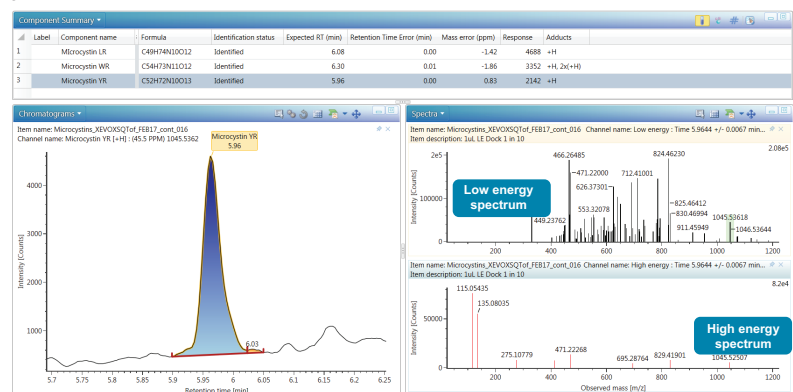 Component Summary
Label Component name Formula Identification status Expected RT (min) Retention Time Error (min) Mass error (ppm) Response Adducts
1 MIcrocystin LR C49H74N10O12 Identified 6.08 0.00 -1.42 4688 +H
2 Microcystin WR C54H73N11O12 Identified 6.30 0.01 -1.86 3352 +H, 2x(+H)
3 Microcystin YR C52H72N10O13 Identified 5.96 0.00 0.83 2142 +H
Chromatograms
Item name: Microcystins_XEVOXSQTof_FEB17_cont_016
Channel name: Microcystin YR [+H] : (45.5 PPM) 1045.5362
Microcystin YR
5.96
Intensity [Counts]
4000
3000
2000
1000
6.03
5.7 5.75 5.8 5.85 5.9 5.95 6 6.05 6.1 6.15 6.2 6.25
Retention time [min]
Spectra
Item name: Microcystins_XEVOXSQTof_FEB17_cont_016 Channel name: Low energy : Time 5.9644 +/- 0.0067 min...
Item description: 1uL LE Dock 1 in 10
2.08e5
2e5
100000
0
Intensity [Counts]
Low energy
spectrum
466.26485
471.22000
626.37301
712.41001
824.46230
825.46412
830.46994
553.32078
449.23762
911.45949
1045.53618
1046.53644
200 400 600 800 1000 1200
Item name: Microcystins_XEVOXSQTof_FEB17_cont_016 Channel name: High energy : Time 5.9644 +/- 0.0067 min...
Item description: 1uL LE Dock 1 in 10
8.2e4
50000
0
Intensity [Counts]
115.05435
135.08035
275.10779
471.22268
695.28764
829.41901
1045.52507
High energy
spectrum
200 400 600 800 1000 1200
Observed mass [m/z]